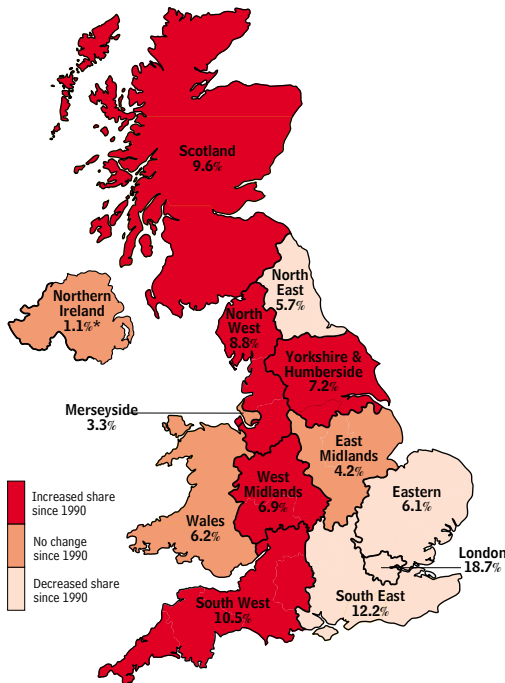 Scotland
9.6%
North
East
5.7%
Northern
Ireland
1.1%*
North
West
8.8%
Yorkshire &
Humberside
7.2%
Merseyside
3.3%
East
Midlands
4.2%
West
Midlands
6.9%
Eastern
6.1%
Wales
6.2%
London
18.7%
South East
12.2%
South West
10.5%
Increased share
since 1990
No change
since 1990
Decreased share
since 1990